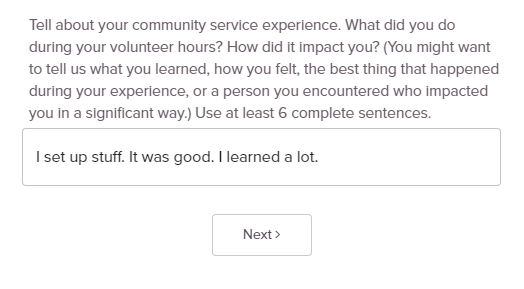 Tell about your community service experience. What did you do
during your volunteer hours? How did it impact you? (You might want
to tell us what you learned, how you felt, the best thing that happened
during your experience, or a person you encountered who impacted
you in a significant way.) Use at least 6 complete sentences.
I set up stuff. It was good. I learned a lot.
Next ›